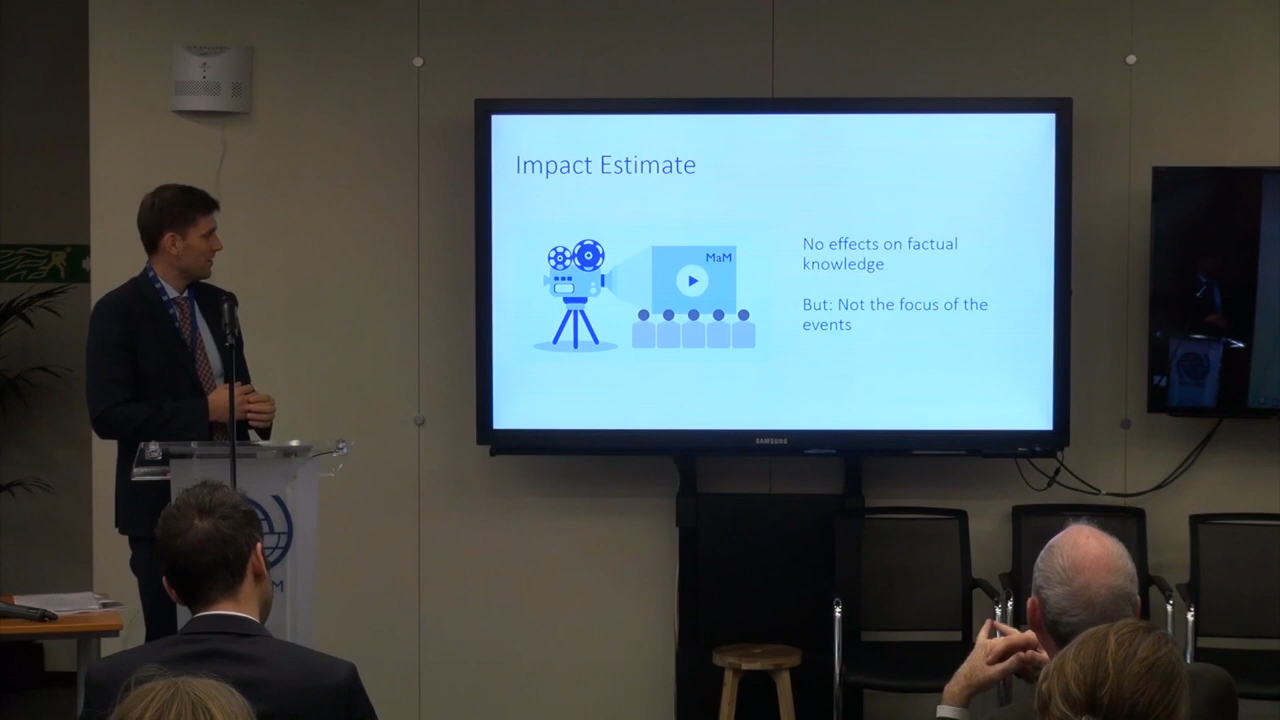 Impact Estimate
MaM
No effects on factual
knowledge
But: Not the focus of the
events
SAMSUNG